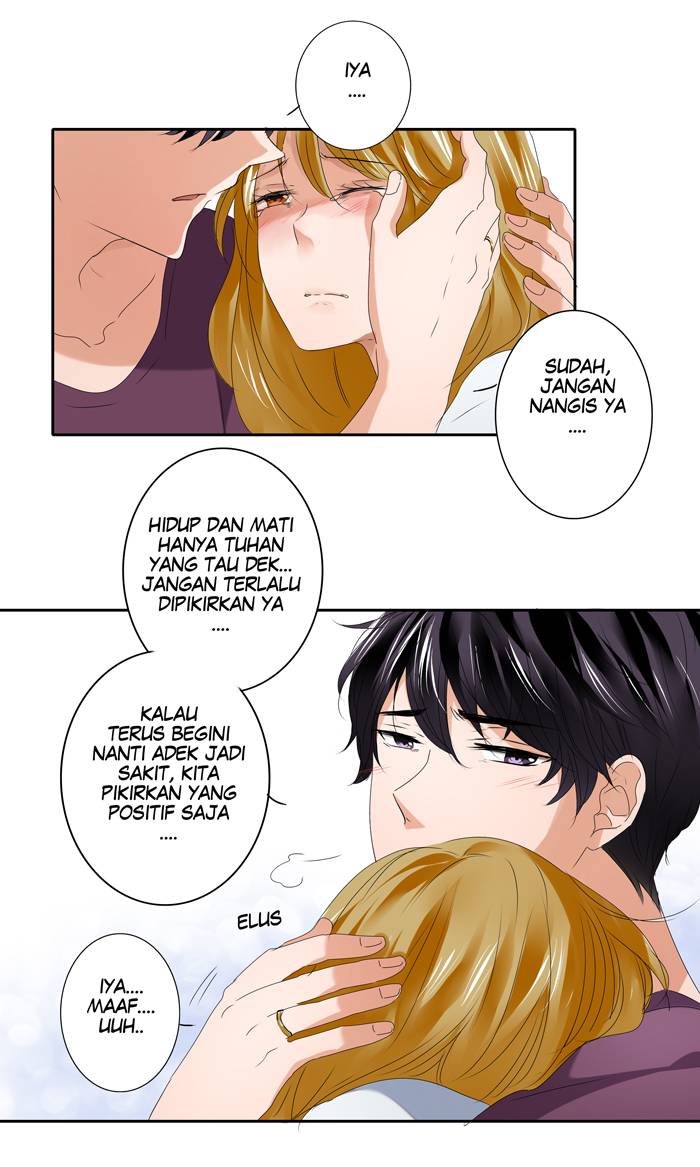 IYA
....
SUDAH,
JANGAN
NANGIS YA
....
HIDUP DAN MATI
HANYA TUHAN
YANG TAU DEK...
JANGAN TERLALU
DIPIKIRKAN YA
....
KALAU
TERUS BEGINI
NANTI ADEK JADI
SAKIT, KITA
PIKIRKAN YANG
POSITIF SAJA
....
ELUS
IYA....
MAAF....
UUH..